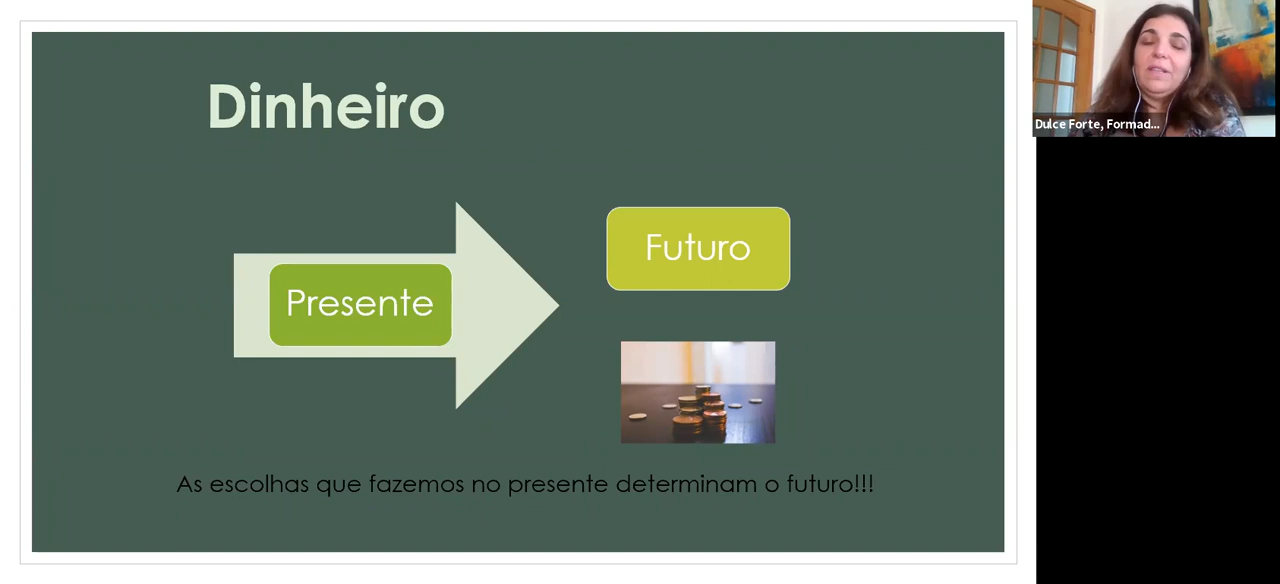 Dinheiro
Presente
Futuro
As escolhas que fazemos no presente determinam o futuro!!!
Dulce Forte, Formad...